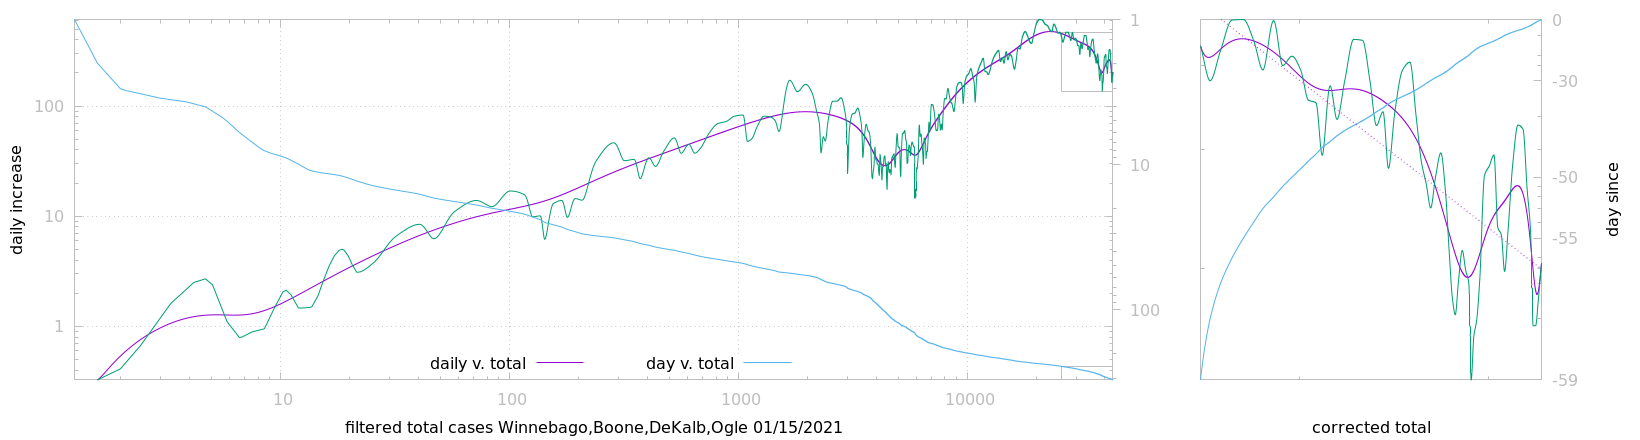 daily increase
100
10
1
daily v. total
day v. total
10
100
1000
10000
filtered total cases Winnebago,Boone,DeKalb,Ogle 01/15/2021
1
10
100
0
-30
-50
-55
-59
day since
corrected total